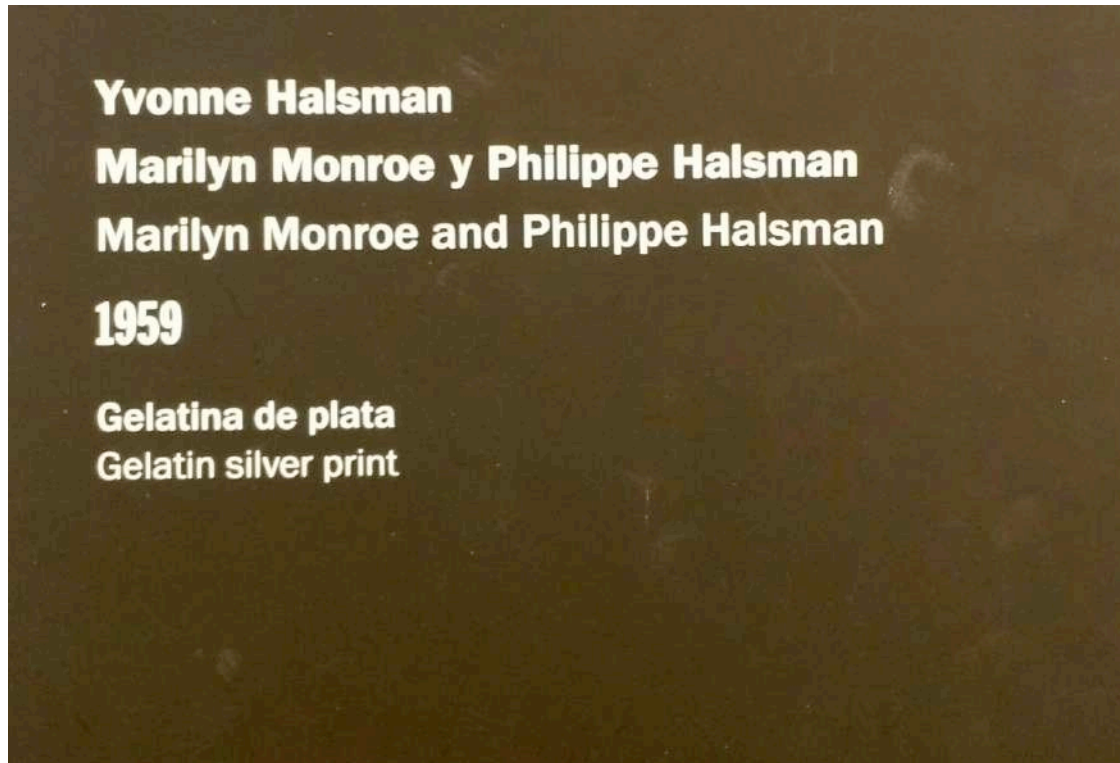 Yvonne Halsman
Marilyn Monroe y Philippe Halsman
Marilyn Monroe and Philippe Halsman
1959
Gelatina de plata
Gelatin silver print